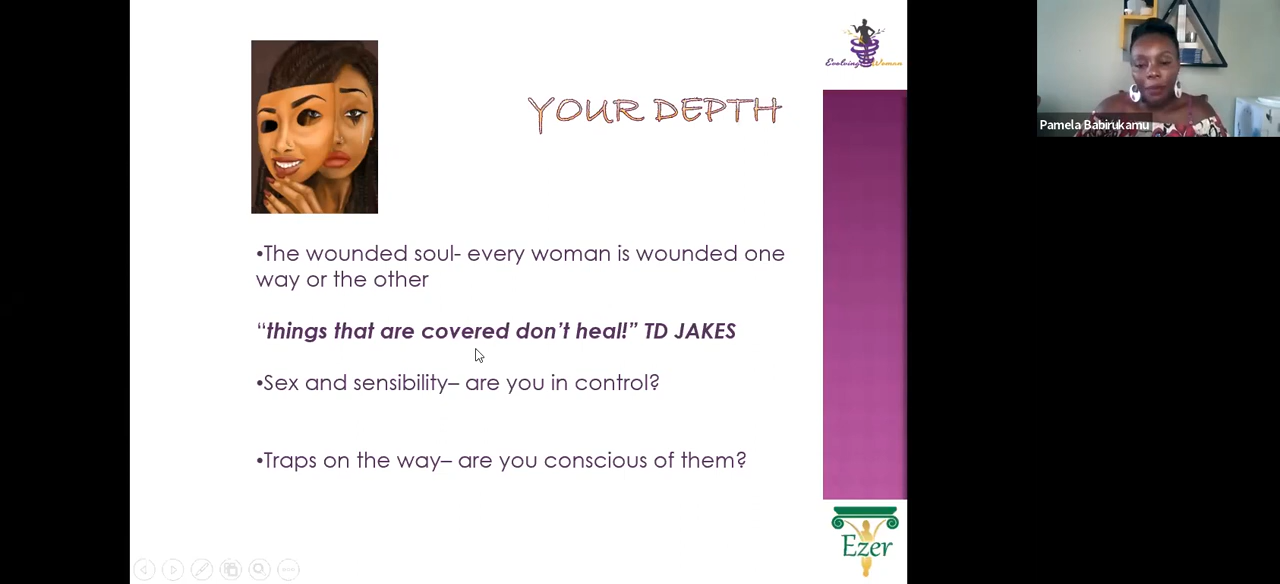 Evolving Woman
YOUR DEPTH
Pamela Babirukamu
•The wounded soul- every woman is wounded one
way or the other
“things that are covered don’t heal!” TD JAKES
•Sex and sensibility– are you in control?
•Traps on the way– are you conscious of them?
Ezer